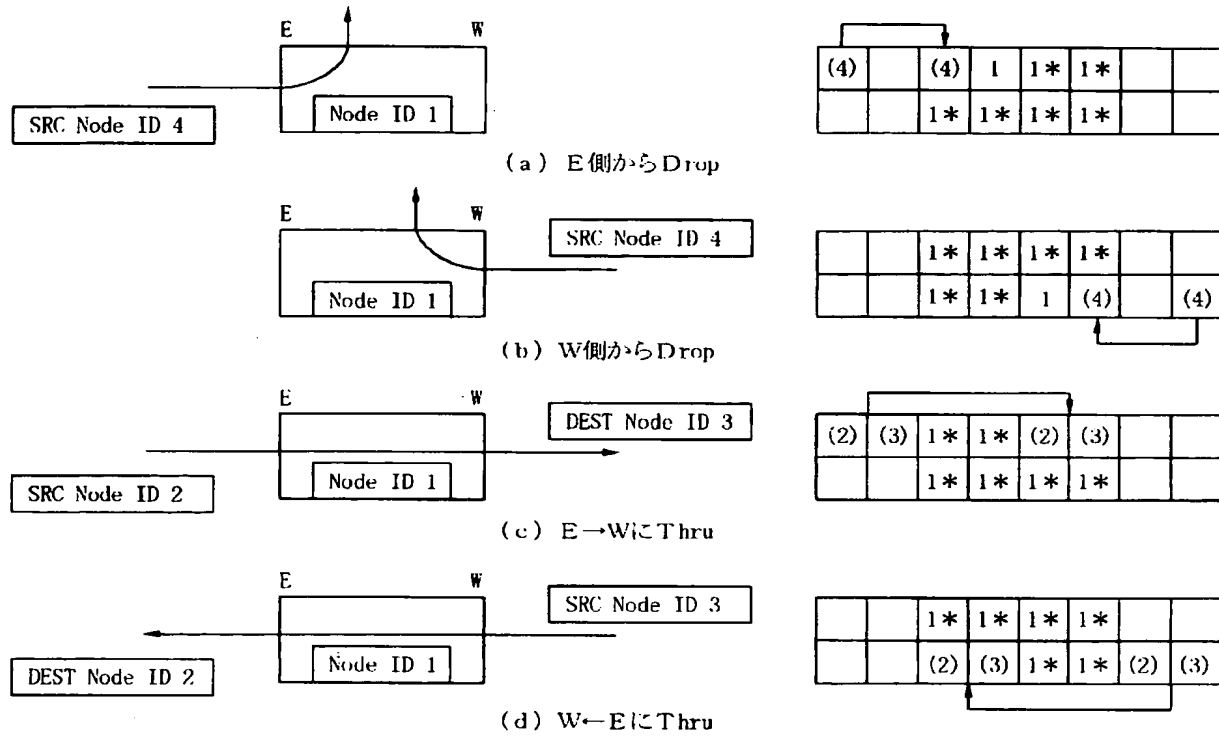 E W
SRC Node ID 4
Node ID 1
(4) (4) 1 1* 1*
1* 1* 1* 1*
(a) E側からDrop
E W
SRC Node ID 4
Node ID 1
1* 1* 1* 1*
1* 1* 1 (4) (4)
(b) W側からDrop
E W
DEST Node ID 3
SRC Node ID 2
Node ID 1
(2) (3) 1* 1* (2) (3)
1* 1* 1* 1*
(c) E→WにThru
E W
SRC Node ID 3
DEST Node ID 2
Node ID 1
1* 1* 1* 1*
(2) (3) 1* 1* (2) (3)
(d) W←EにThru